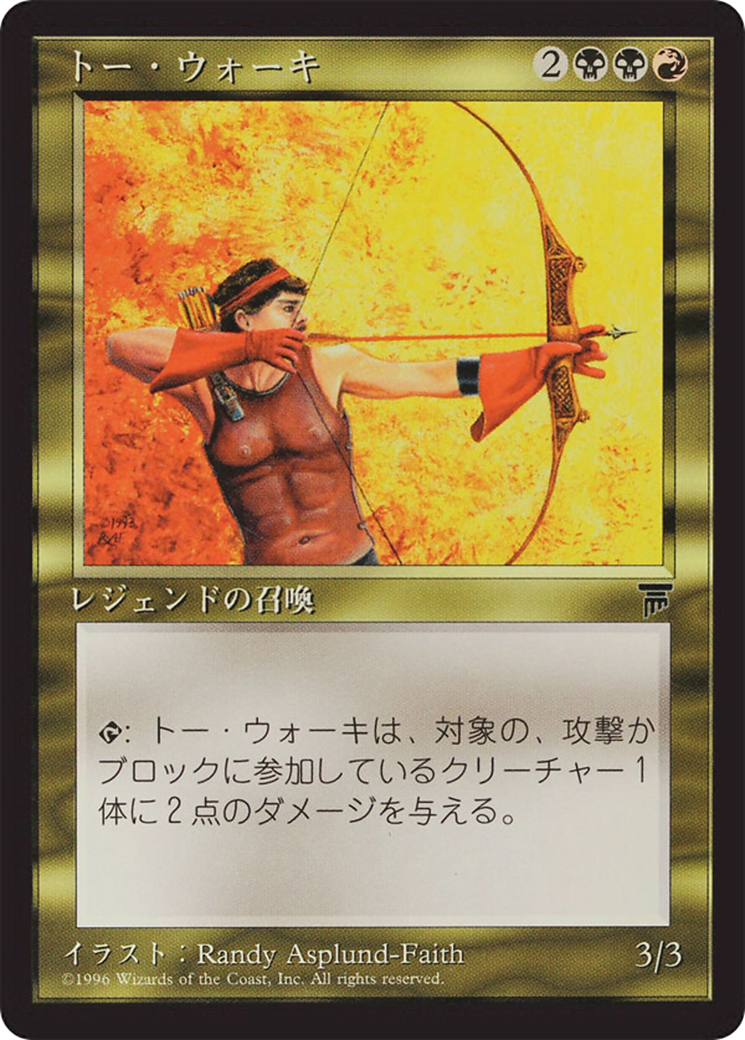 トー・ウォーキ
2
©1993
レジェンドの召喚
: トー・ウォーキは、対象の、攻撃か
ブロックに参加しているクリーチャー1
体に2点のダメージを与える。
イラスト：Randy Asplund-Faith
3/3
©1996 Wizards of the Coast, Inc. All rights reserved.